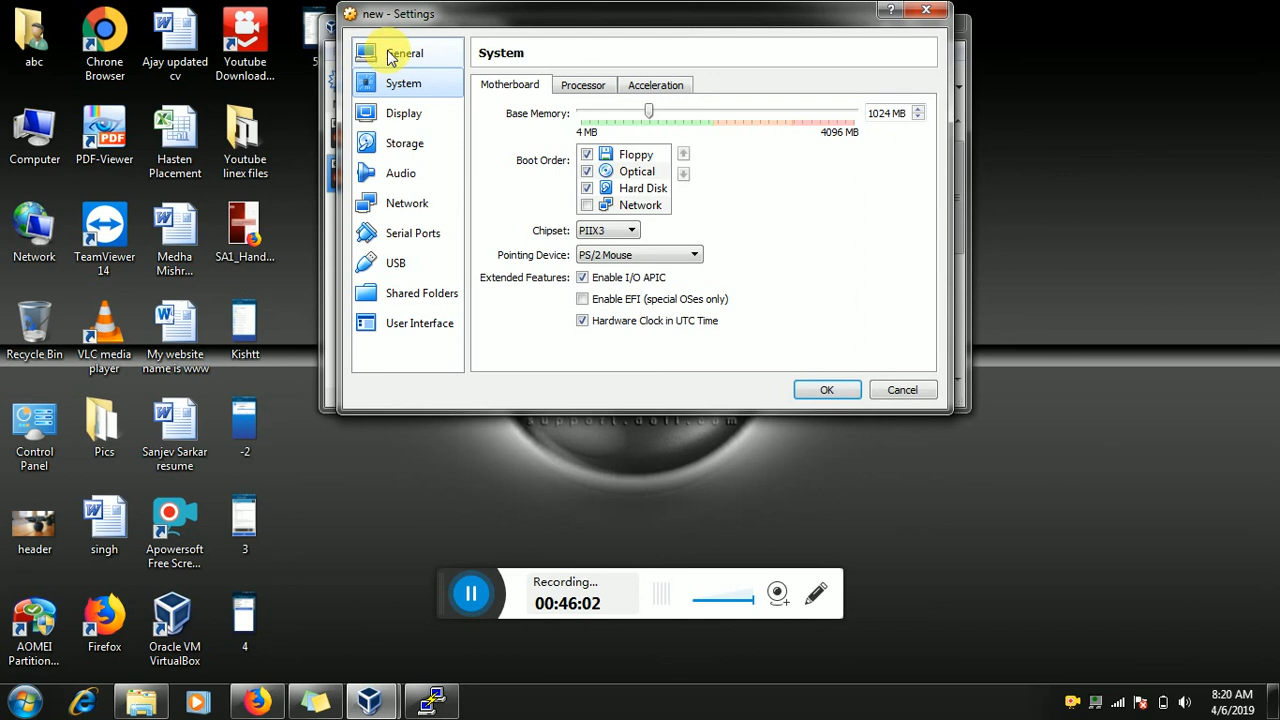 new - Settings
General
System
Display
Storage
Audio
Network
Serial Ports
USB
Shared Folders
User Interface
System
Motherboard
Processor
Acceleration
Base Memory:
1024 MB
4 MB
4096 MB
Boot Order:
Floppy
Optical
Hard Disk
Network
Chipset:
PIIX3
Pointing Device:
PS/2 Mouse
Extended Features:
Enable I/O APIC
Enable EFI (special OSes only)
Hardware Clock in UTC Time
OK
Cancel
abc
Chrome
Browser
Ajay updated
cv
Youtube
Download...
5
Computer
PDF-Viewer
Hasten
Placement
Youtube
linex files
Network
TeamViewer
14
Medha
Mishr...
SA1_Hand...
Recycle Bin
VLC media
player
My website
name is www
Kishtt
Control
Panel
Pics
Sanjev Sarkar
resume
-2
header
singh
Apowersoft
Free Scre...
3
AOMEI
Partition...
Firefox
Oracle VM
VirtualBox
4
support-doll.com
Recording...
00:46:02
8:20 AM
4/6/2019